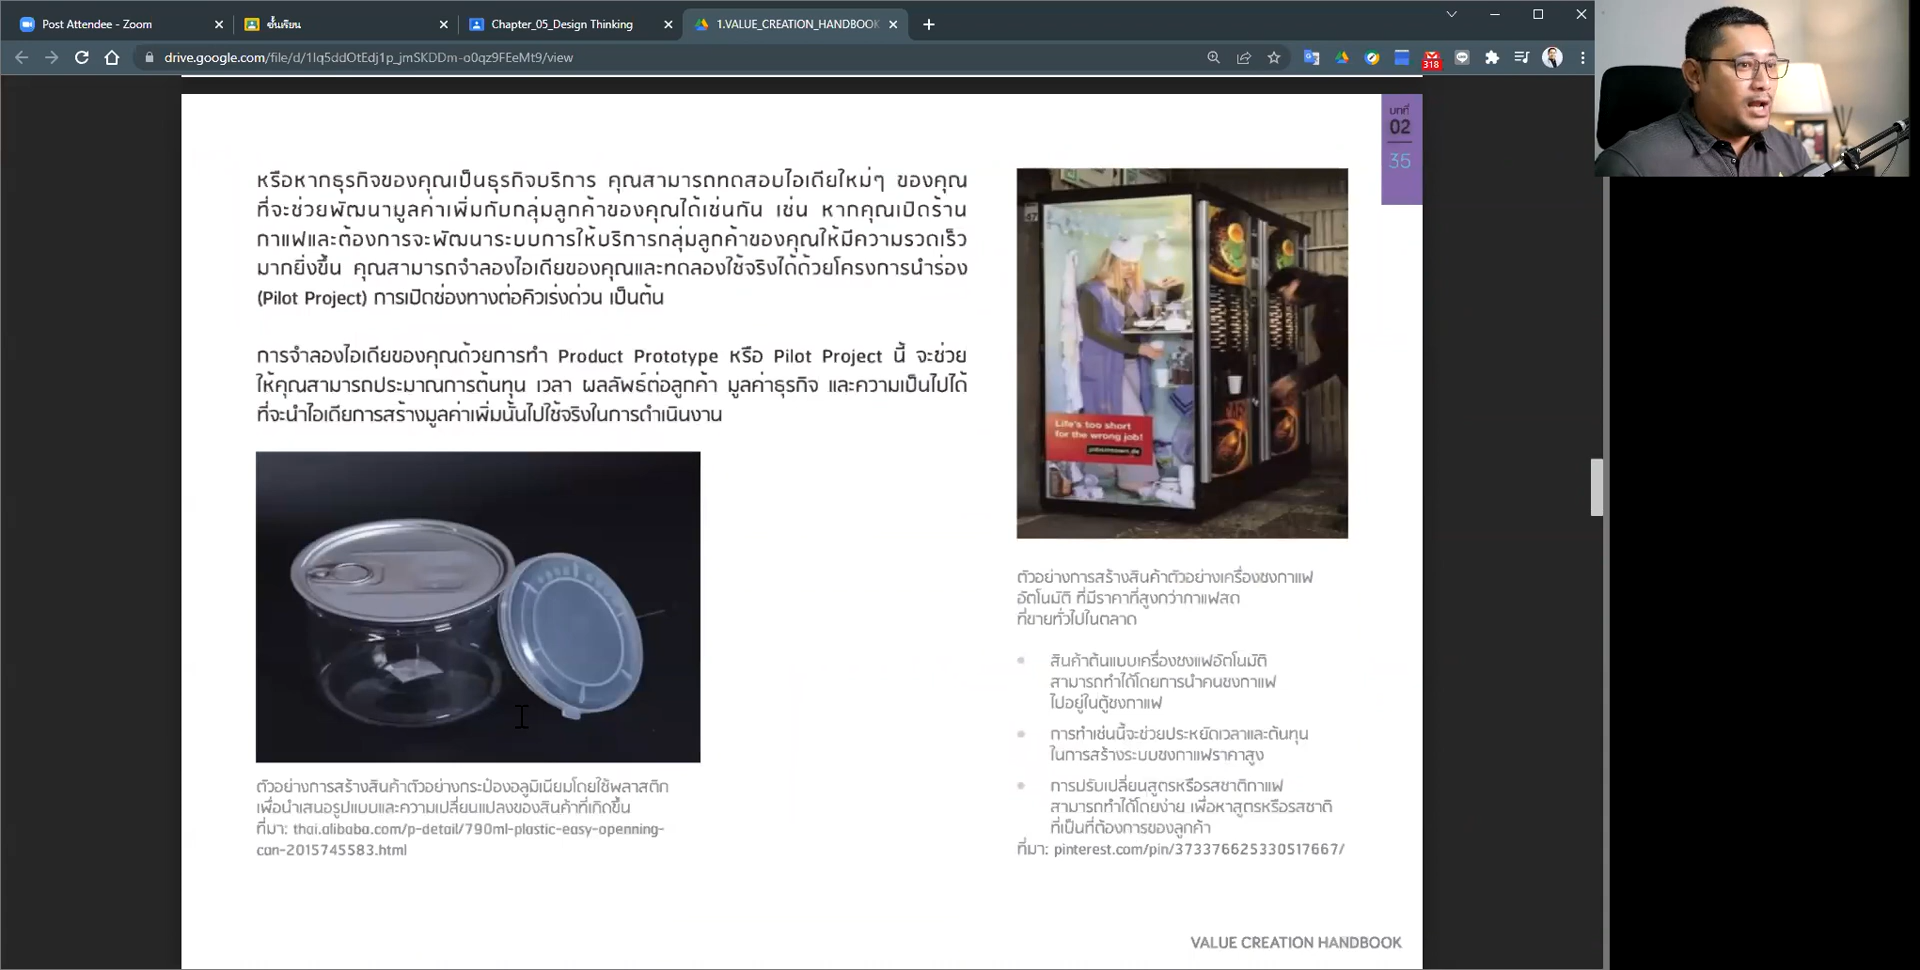 Post Attendee - Zoom
ชั้นเรียน
Chapter_05_Design Thinking
1.VALUE_CREATION_HANDBOOK
drive.google.com/file/d/1Iq5ddOtEdj1p_jmSKDDm-o0qz9FEeMt9/view
318
บทที่
02
35
หรือหากธุรกิจของคุณเป็นธุรกิจบริการ คุณสามารถทดสอบไอเดียใหม่ๆ ของคุณ
ที่จะช่วยพัฒนามูลค่าเพิ่มกับกลุ่มลูกค้าของคุณได้เช่นกัน เช่น หากคุณเปิดร้าน
กาแฟและต้องการจะพัฒนาระบบการให้บริการกลุ่มลูกค้าของคุณให้มีความรวดเร็ว
มากยิ่งขึ้น คุณสามารถจำลองไอเดียของคุณและทดลองใช้จริงได้ด้วยโครงการนำร่อง
(Pilot Project) การเปิดช่องทางต่อคิวเร่งด่วน เป็นต้น
การจำลองไอเดียของคุณด้วยการทำ Product Prototype หรือ Pilot Project นี้ จะช่วย
ให้คุณสามารถประมาณการต้นทุน เวลา ผลลัพธ์ต่อลูกค้า มูลค่าธุรกิจ และความเป็นไปได้
ที่จะนำไอเดียการสร้างมูลค่าเพิ่มนั้นไปใช้จริงในการดำเนินงาน
ตัวอย่างการสร้างสินค้าตัวอย่างกระป๋องอลูมิเนียมโดยใช้พลาสติก
เพื่อนำเสนอรูปแบบและความเปลี่ยนแปลงของสินค้าที่เกิดขึ้น
ที่มา: thai.alibaba.com/p-detail/790ml-plastic-easy-openning-
can-2015745583.html
Life's too short
for the wrong job!
ตัวอย่างการสร้างสินค้าตัวอย่างเครื่องชงกาแฟ
อัตโนมัติ ที่มีราคาที่สูงกว่ากาแฟสด
ที่ขายทั่วไปในตลาด
• สินค้าต้นแบบเครื่องชงแฟอัตโนมัติ
สามารถทำได้โดยการนำคนชงกาแฟ
ไปอยู่ในตู้ชงกาแฟ
• การทำเช่นนี้จะช่วยประหยัดเวลาและต้นทุน
ในการสร้างระบบชงกาแฟราคาสูง
• การปรับเปลี่ยนสูตรหรือรสชาติกาแฟ
สามารถทำได้โดยง่าย เพื่อหาสูตรหรือรสชาติ
ที่เป็นที่ต้องการของลูกค้า
ที่มา: pinterest.com/pin/373376625330517667/
VALUE CREATION HANDBOOK